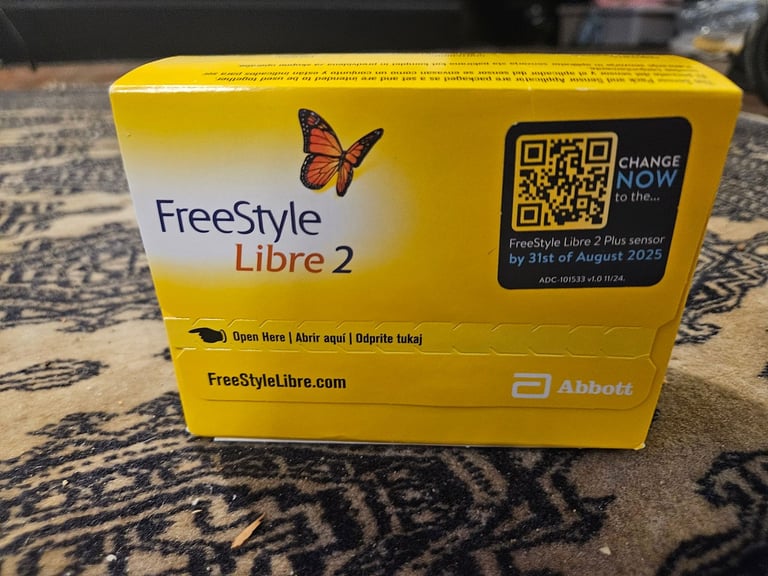 FreeStyle
Libre 2
CHANGE
NOW
to the...
FreeStyle Libre 2 Plus sensor
by 31st of August 2025
ADC-101533 v1.0 11/24.
Open Here | Abrir aquí | Odprite tukaj
FreeStyleLibre.com
Abbott